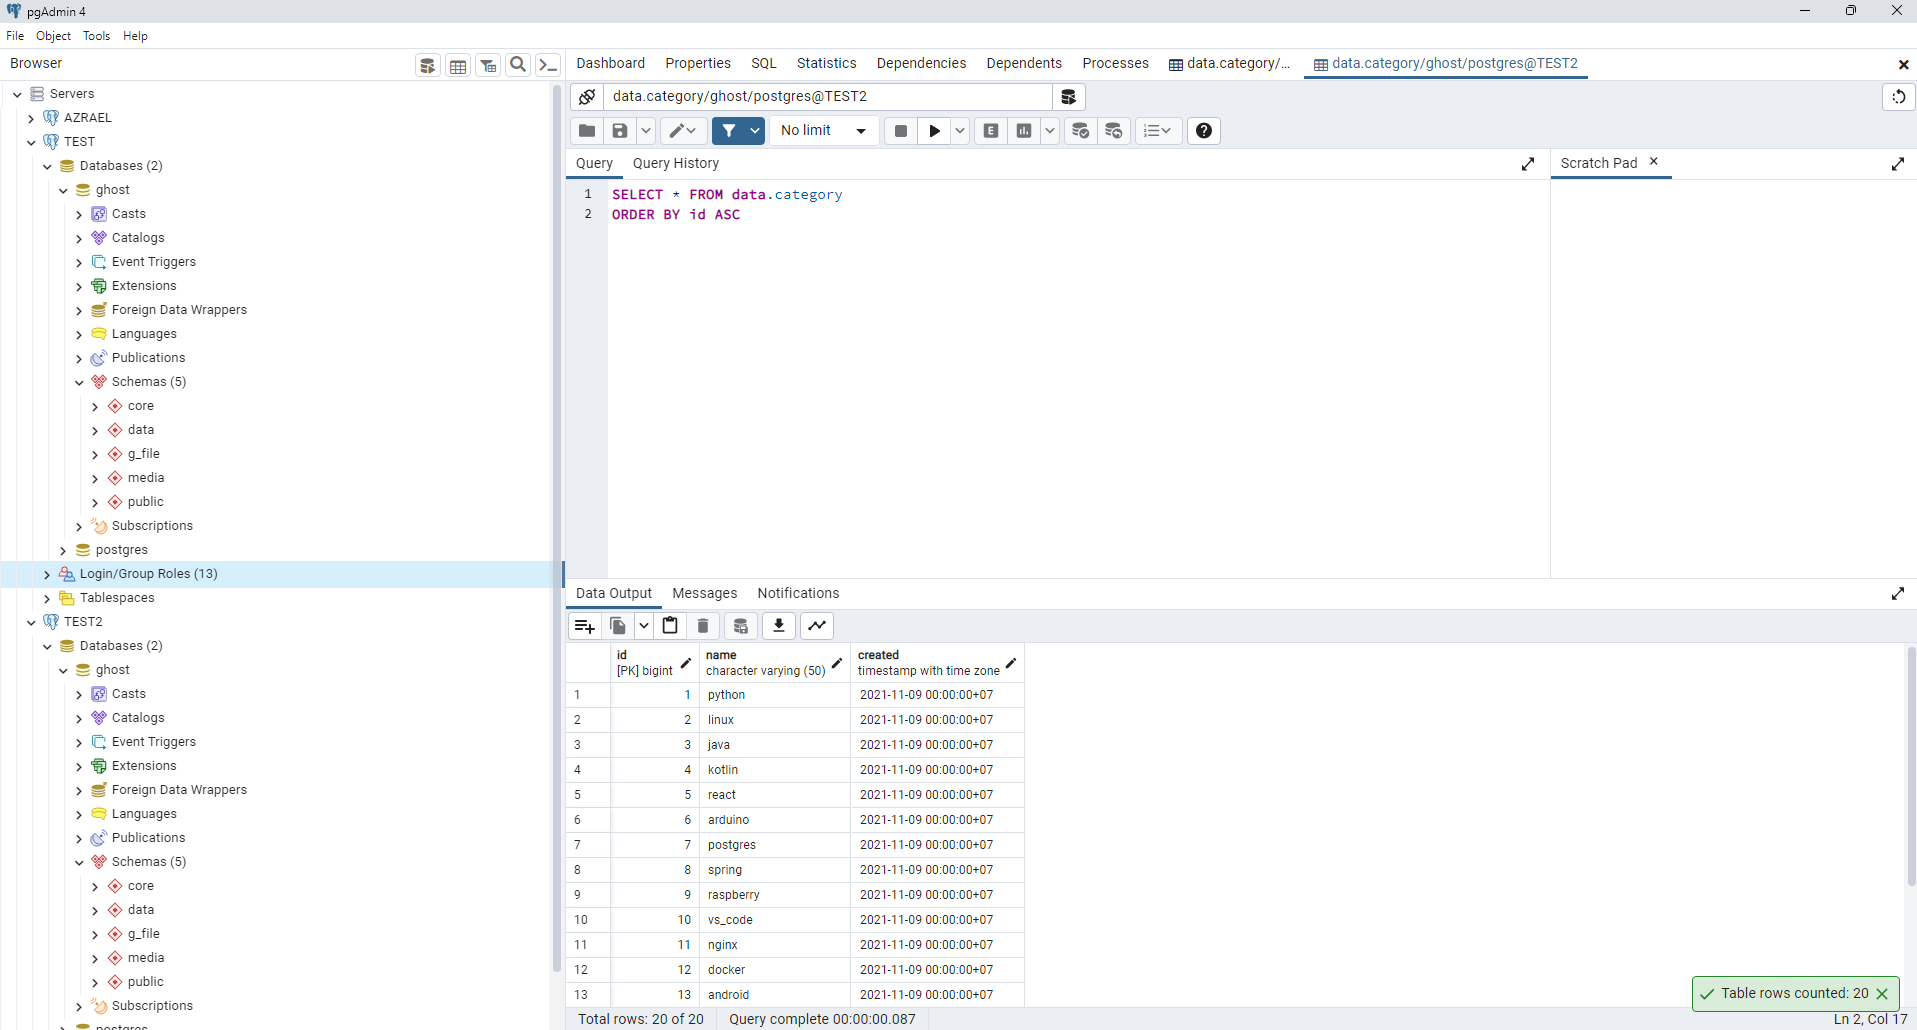 pgAdmin 4
File Object Tools Help
Browser
Servers
AZRAEL
TEST
Databases (2)
ghost
Casts
Catalogs
Event Triggers
Extensions
Foreign Data Wrappers
Languages
Publications
Schemas (5)
core
data
g_file
media
public
Subscriptions
postgres
Login/Group Roles (13)
Tablespaces
TEST2
Databases (2)
ghost
Casts
Catalogs
Event Triggers
Extensions
Foreign Data Wrappers
Languages
Publications
Schemas (5)
core
data
g_file
media
public
Subscriptions
postgres
Dashboard Properties SQL Statistics Dependencies Dependents Processes data.category/... data.category/ghost/postgres@TEST2
data.category/ghost/postgres@TEST2
No limit
E
Query Query History
Scratch Pad
1 SELECT * FROM data.category
2 ORDER BY id ASC
Data Output Messages Notifications
id name created
[PK] bigint character varying (50) timestamp with time zone
1 1 python 2021-11-09 00:00:00+07
2 2 linux 2021-11-09 00:00:00+07
3 3 java 2021-11-09 00:00:00+07
4 4 kotlin 2021-11-09 00:00:00+07
5 5 react 2021-11-09 00:00:00+07
6 6 arduino 2021-11-09 00:00:00+07
7 7 postgres 2021-11-09 00:00:00+07
8 8 spring 2021-11-09 00:00:00+07
9 9 raspberry 2021-11-09 00:00:00+07
10 10 vs_code 2021-11-09 00:00:00+07
11 11 nginx 2021-11-09 00:00:00+07
12 12 docker 2021-11-09 00:00:00+07
13 13 android 2021-11-09 00:00:00+07
Table rows counted: 20
Total rows: 20 of 20 Query complete 00:00:00.087 Ln 2, Col 17